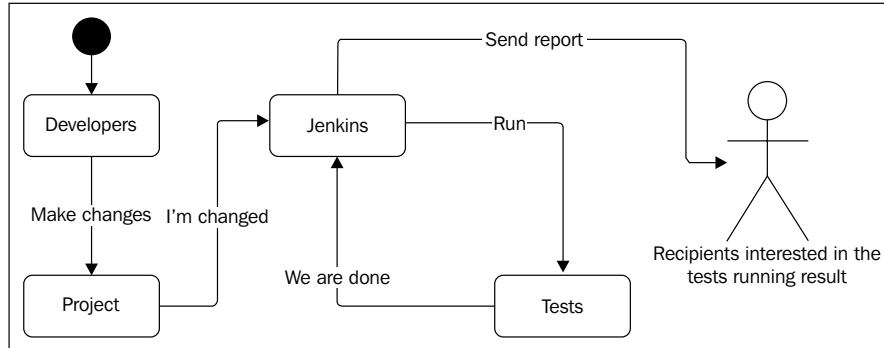 Send report
Developers
Jenkins
Run
Make changes
I'm changed
Recipients interested in the
tests running result
We are done
Project
Tests